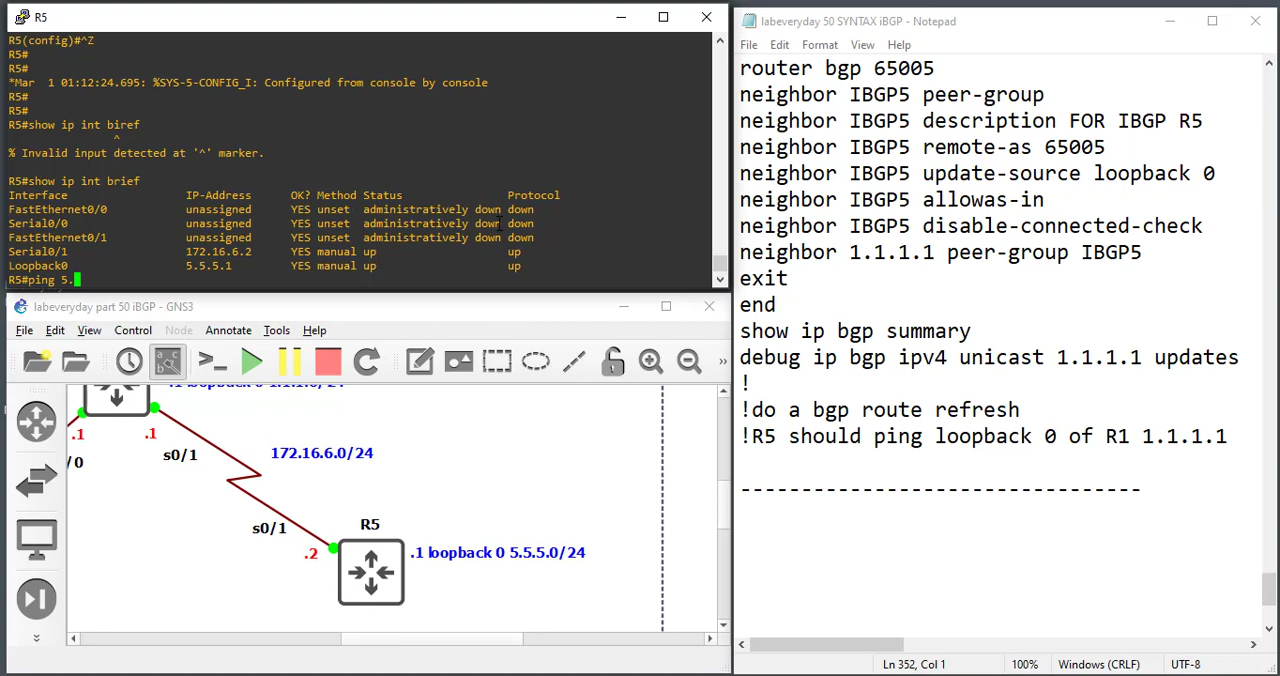 R5
R5(config)#^Z
R5#
R5#
*Mar  1 01:12:24.695: %SYS-5-CONFIG_I: Configured from console by console
R5#
R5#
R5#show ip int biref
^
% Invalid input detected at '^' marker.
R5#show ip int brief
Interface IP-Address OK? Method Status Protocol
FastEthernet0/0 unassigned YES unset administratively down down
Serial0/0 unassigned YES unset administratively down down
FastEthernet0/1 unassigned YES unset administratively down down
Serial0/1 172.16.6.2 YES manual up up
Loopback0 5.5.5.1 YES manual up up
R5#ping 5.
labeveryday part 50 iBGP - GNS3
File Edit View Control Node Annotate Tools Help
a c
b
»
.1 loopback 0 1.1.1.0/24
.1
.1
/0
s0/1
172.16.6.0/24
s0/1
R5
.2
.1 loopback 0 5.5.5.0/24
labeveryday 50 SYNTAX iBGP - Notepad
File Edit Format View Help
router bgp 65005
neighbor IBGP5 peer-group
neighbor IBGP5 description FOR IBGP R5
neighbor IBGP5 remote-as 65005
neighbor IBGP5 update-source loopback 0
neighbor IBGP5 allowas-in
neighbor IBGP5 disable-connected-check
neighbor 1.1.1.1 peer-group IBGP5
exit
end
show ip bgp summary
debug ip bgp ipv4 unicast 1.1.1.1 updates
!
!do a bgp route refresh
!R5 should ping loopback 0 of R1 1.1.1.1
---------------------------------
Ln 352, Col 1 100% Windows (CRLF) UTF-8